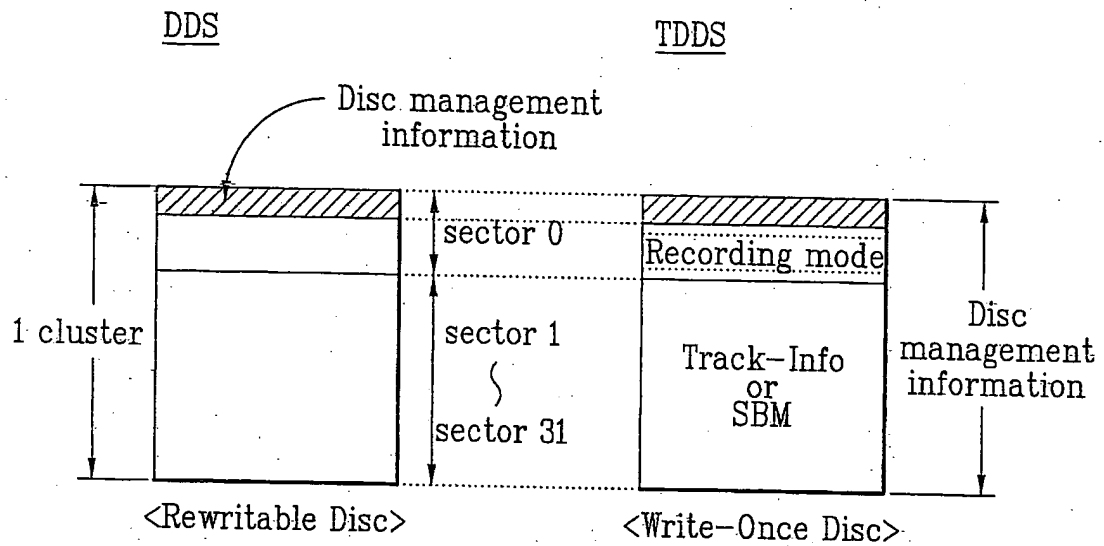 DDS
TDDS
Disc management
information
sector 0
Recording mode
1 cluster
sector 1
sector 31
Track-Info
or
SBM
Disc
management
information
<Rewritable Disc>
<Write-Once Disc>